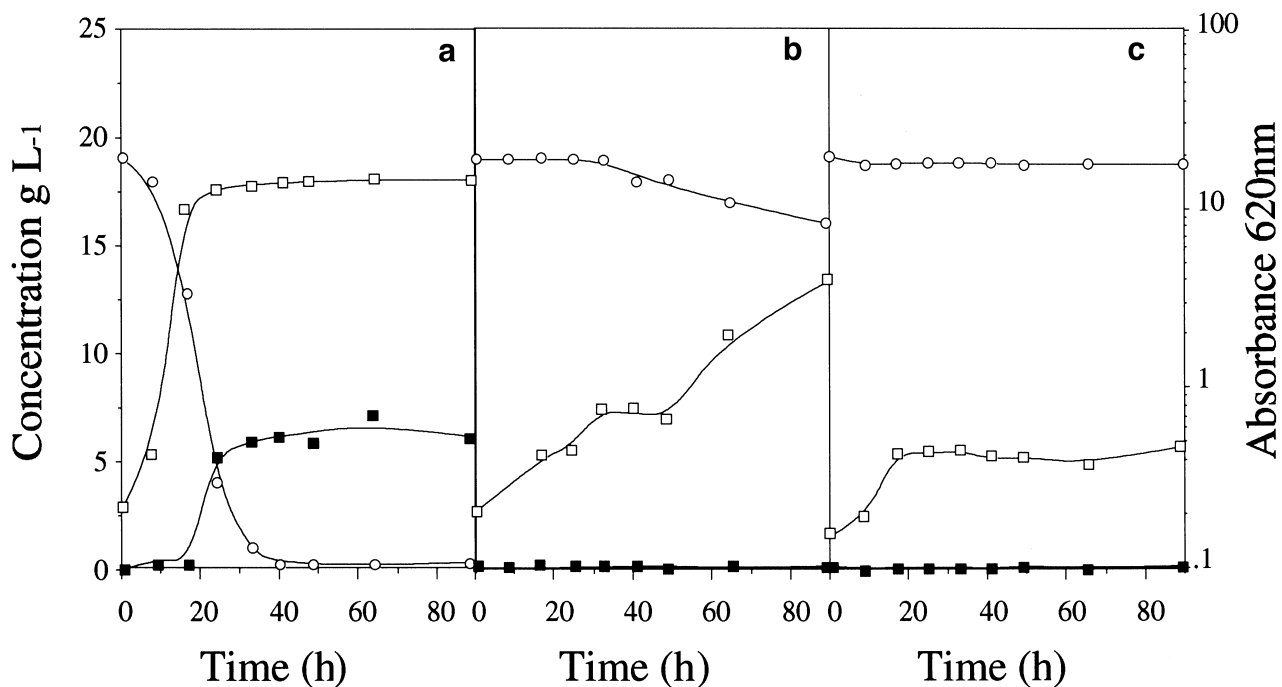 25
20
15
10
5
0
Concentration g L-1
a
b
c
100
10
1
.1
Absorbance 620nm
0 20 40 60 80 0 20 40 60 80 0 20 40 60 80
Time (h) Time (h) Time (h)